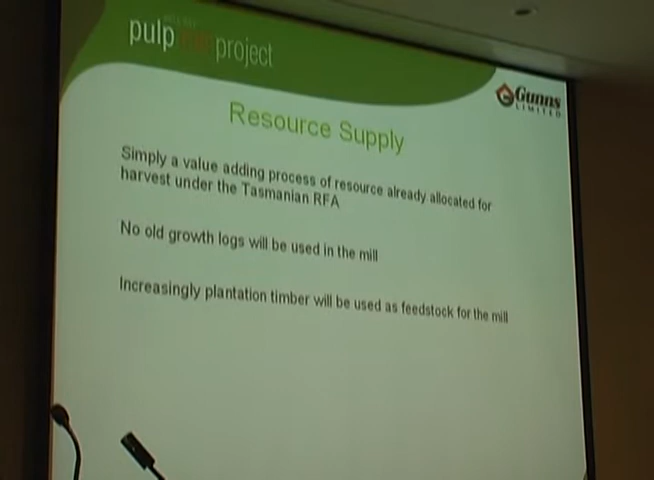 pulp mill project
Gunns
LIMITED
Resource Supply
Simply a value adding process of resource already allocated for
harvest under the Tasmanian RFA
No old growth logs will be used in the mill
Increasingly plantation timber will be used as feedstock for the mill